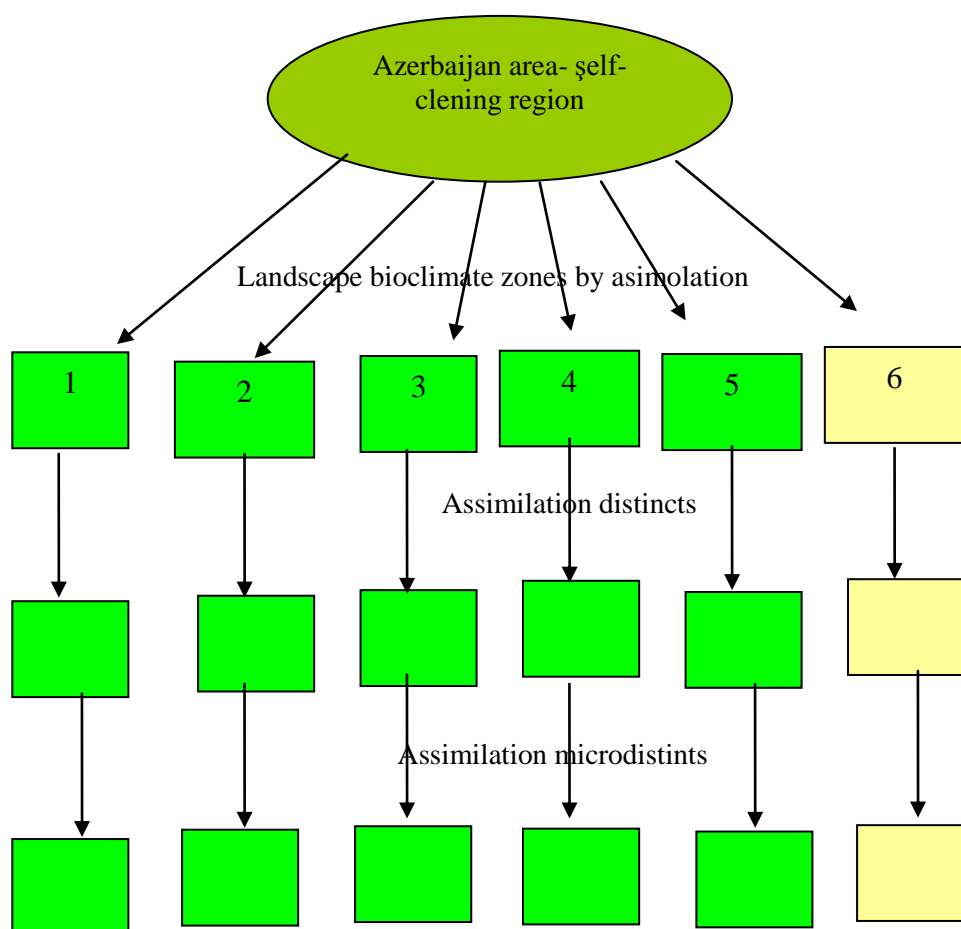 Azerbaijan area- şelf-
clening region
Landscape bioclimate zones by asimolation
1
2
3
4
5
6
Assimilation distincts
Assimilation microdistints